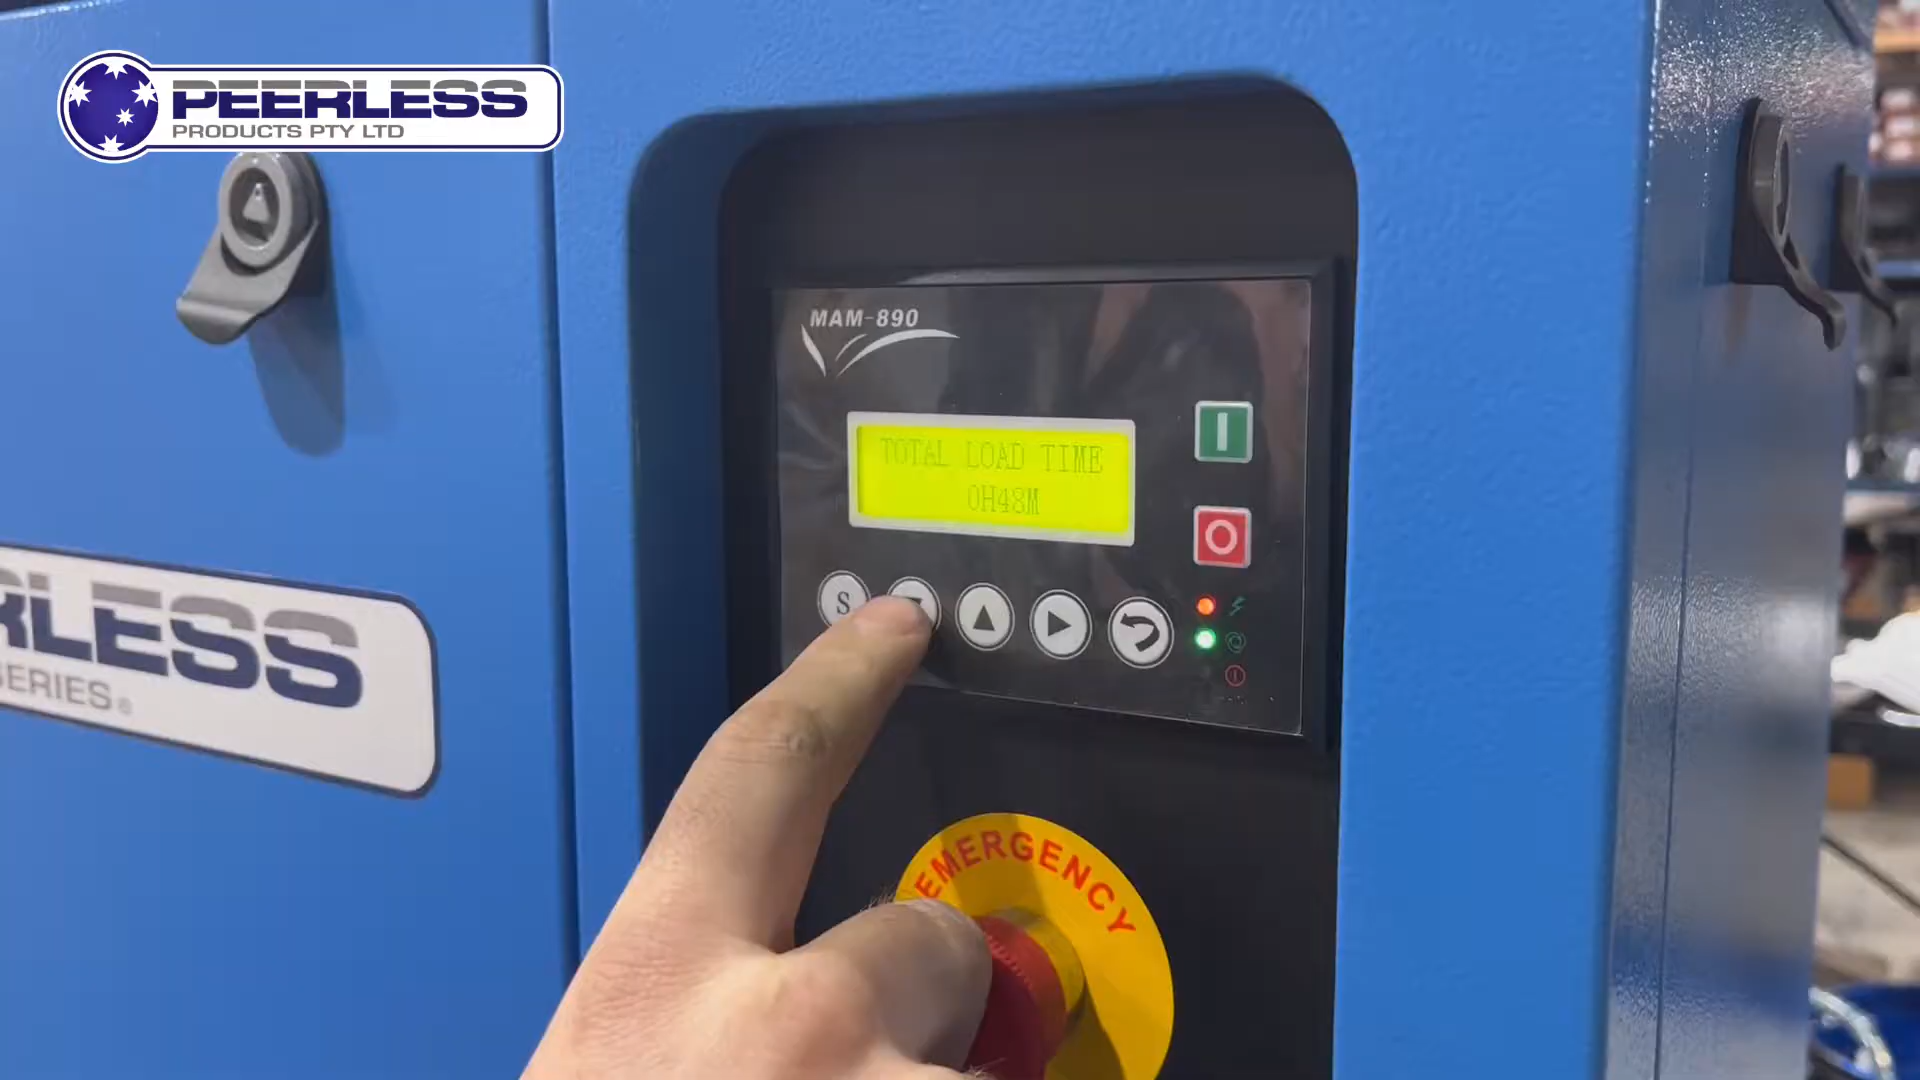 PEERLESS
PRODUCTS PTY LTD
MAM-890
TOTAL LOAD TIME
0H48M
S
RLESS
SERIES®
EMERGENCY